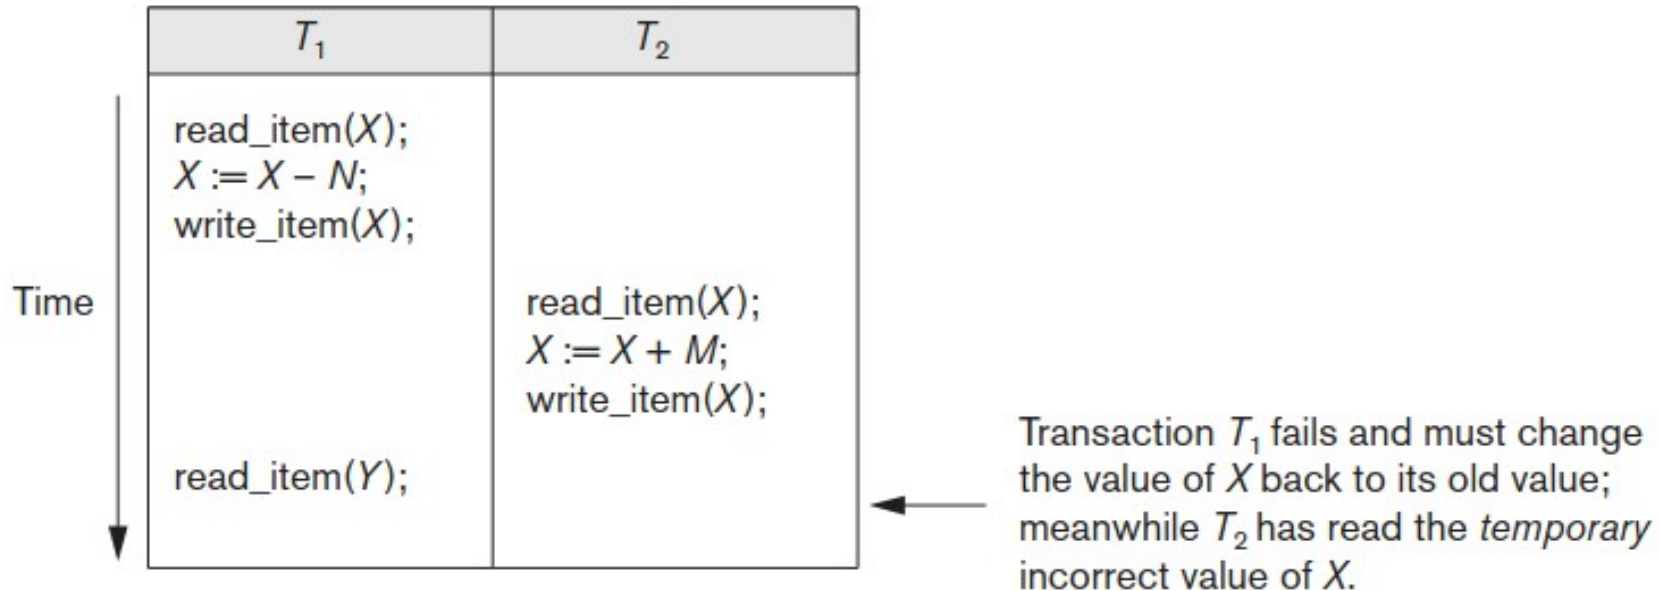 T₁ T₂
read_item(X);
X := X – N;
write_item(X);
Time
read_item(X);
X := X + M;
write_item(X);
read_item(Y);
Transaction T₁ fails and must change
the value of X back to its old value;
meanwhile T₂ has read the temporary
incorrect value of X.